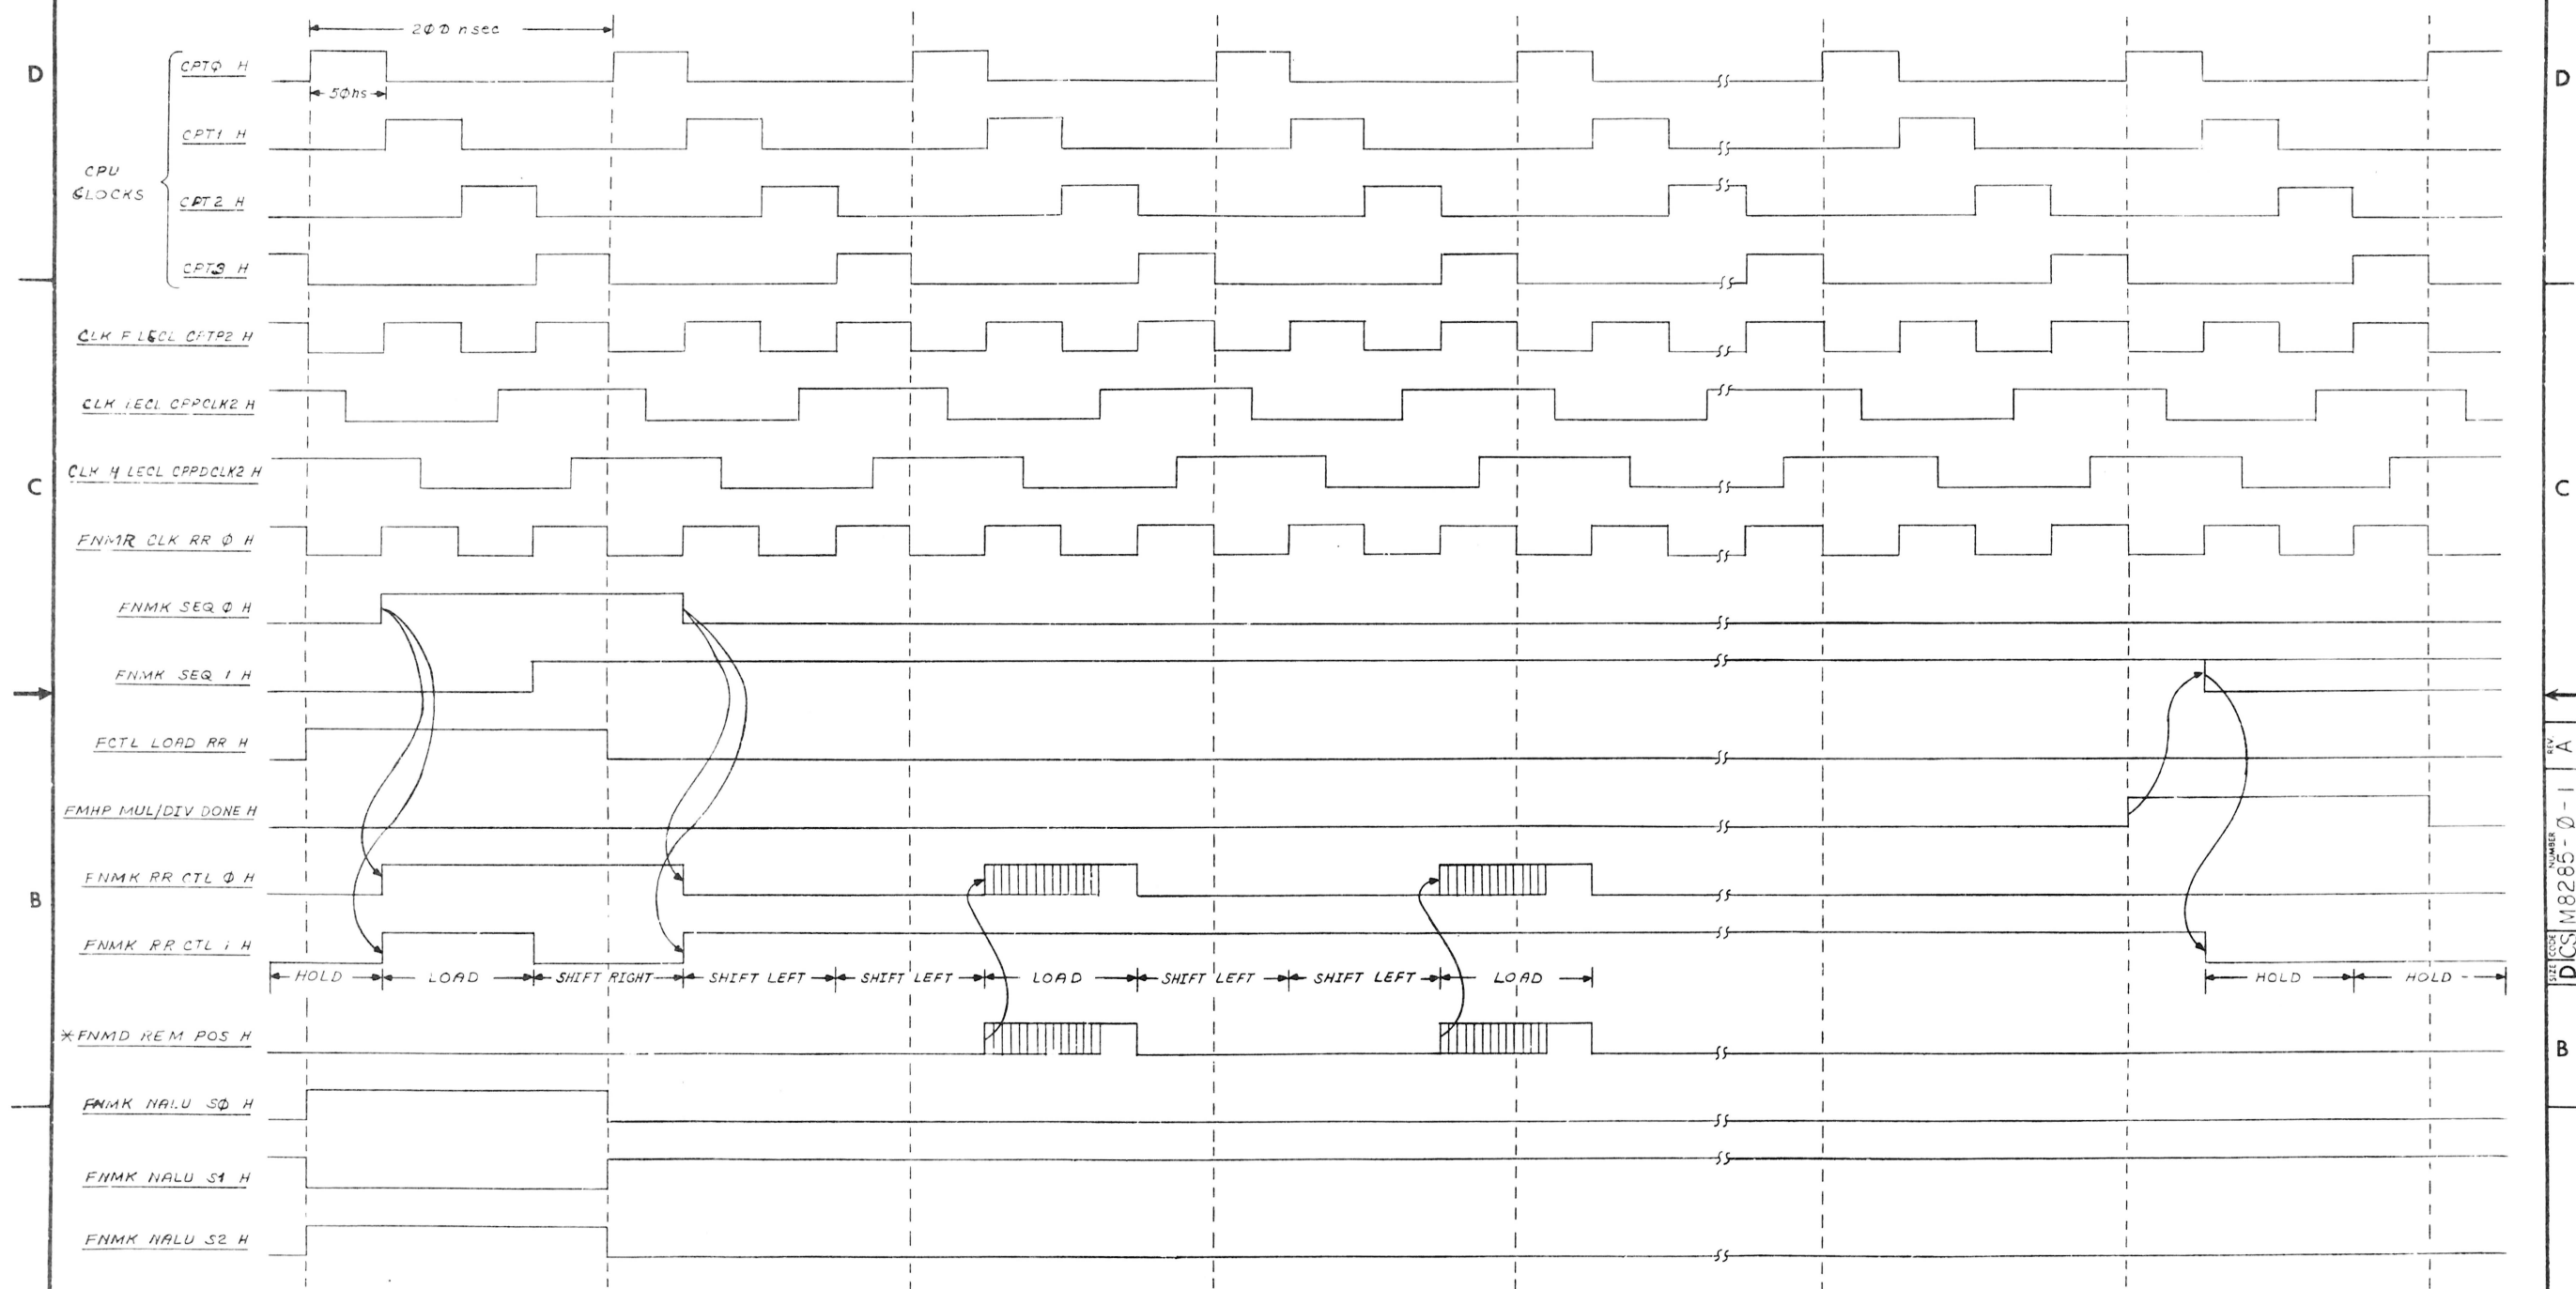 D
D
2ØØ nsec
CPTØ H
5Øns
CPT1 H
CPU
CLOCKS
CPT2 H
CPT3 H
CLK F LECL CPTP2 H
CLK i.ECL CPPCLK2 H
CLK H LECL CPPDCLK2 H
C
C
FNMR CLK RR Ø H
FNMK SEQ Ø H
FNMK SEQ 1 H
FCTL LOAD RR H
FMHP MUL/DIV DONE H
FNMK RR CTL Ø H
B
FNMK RR CTL 1 H
HOLD LOAD SHIFT RIGHT SHIFT LEFT SHIFT LEFT LOAD SHIFT LEFT SHIFT LEFT LOAD HOLD HOLD
*FNMD REM POS H
B
FNMK NALU SØ H
FNMK NALU S1 H
FNMK NALU S2 H
SIZE CODE NUMBER REV.
D CS M8285-Ø-1 A